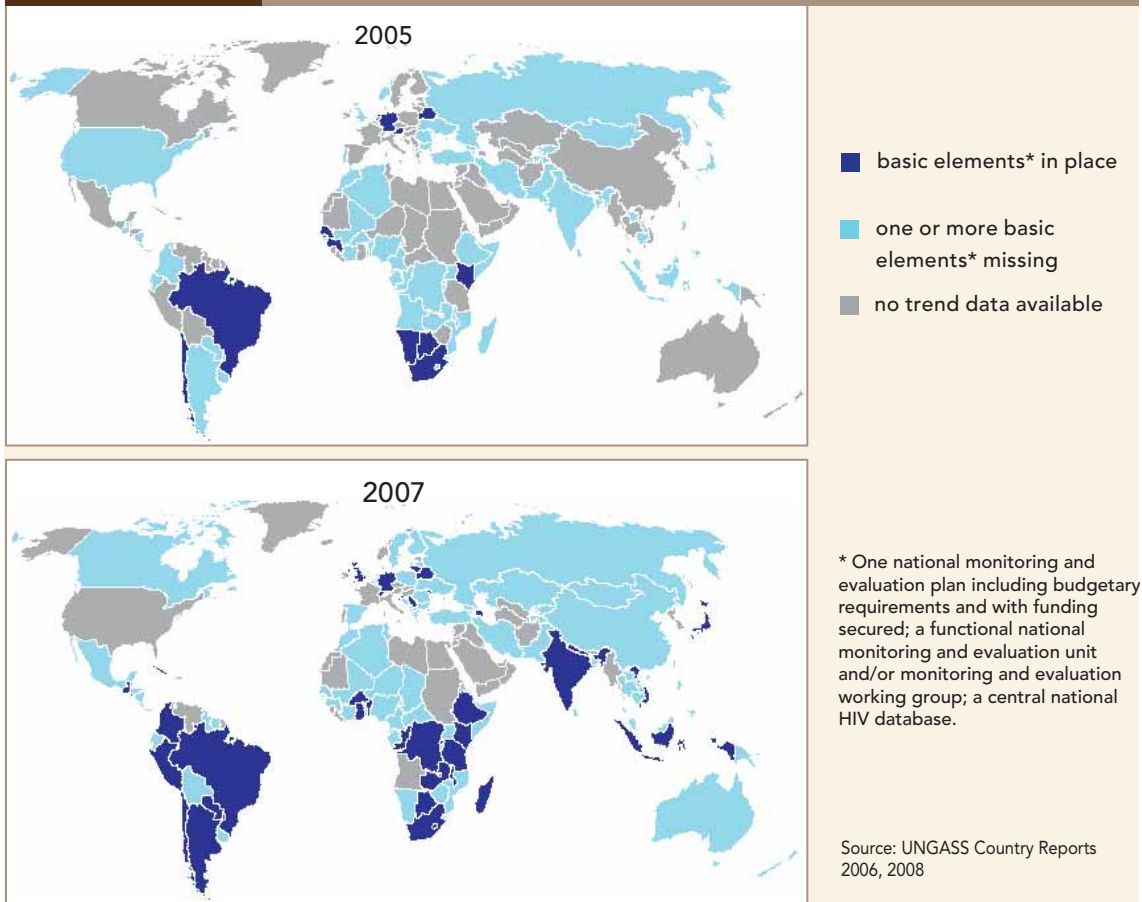 2005
basic elements* in place
one or more basic
elements* missing
no trend data available
2007
* One national monitoring and
evaluation plan including budgetary
requirements and with funding
secured; a functional national
monitoring and evaluation unit
and/or monitoring and evaluation
working group; a central national
HIV database.
Source: UNGASS Country Reports
2006, 2008